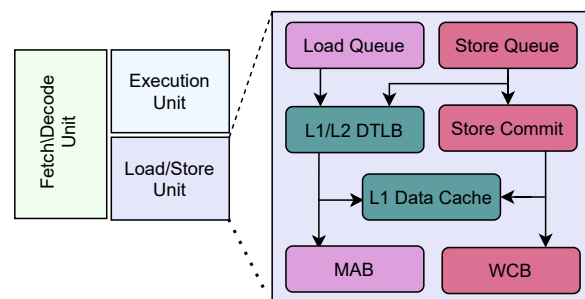 Fetch\Decode
Unit
Execution
Unit
Load/Store
Unit
Load Queue
Store Queue
L1/L2 DTLB
Store Commit
L1 Data Cache
MAB
WCB